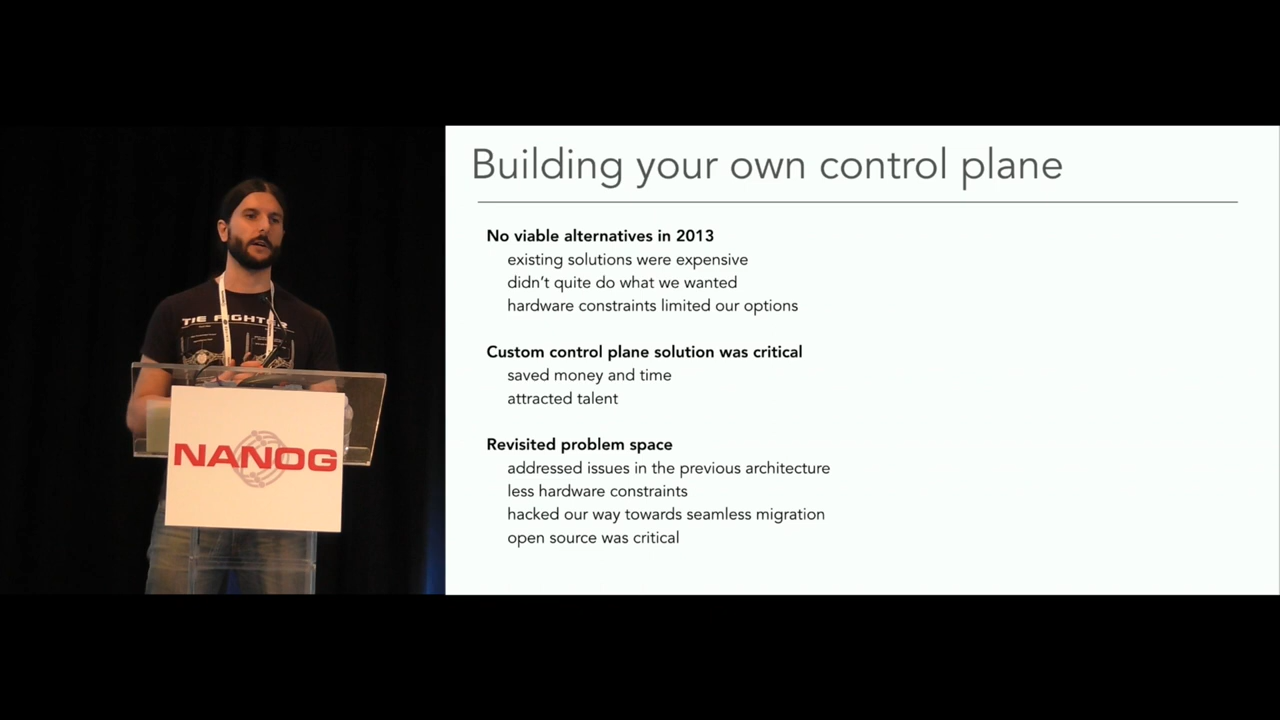 Building your own control plane
No viable alternatives in 2013
existing solutions were expensive
didn't quite do what we wanted
hardware constraints limited our options
Custom control plane solution was critical
saved money and time
attracted talent
Revisited problem space
addressed issues in the previous architecture
less hardware constraints
hacked our way towards seamless migration
open source was critical
TIE FIGHTER
NANOG